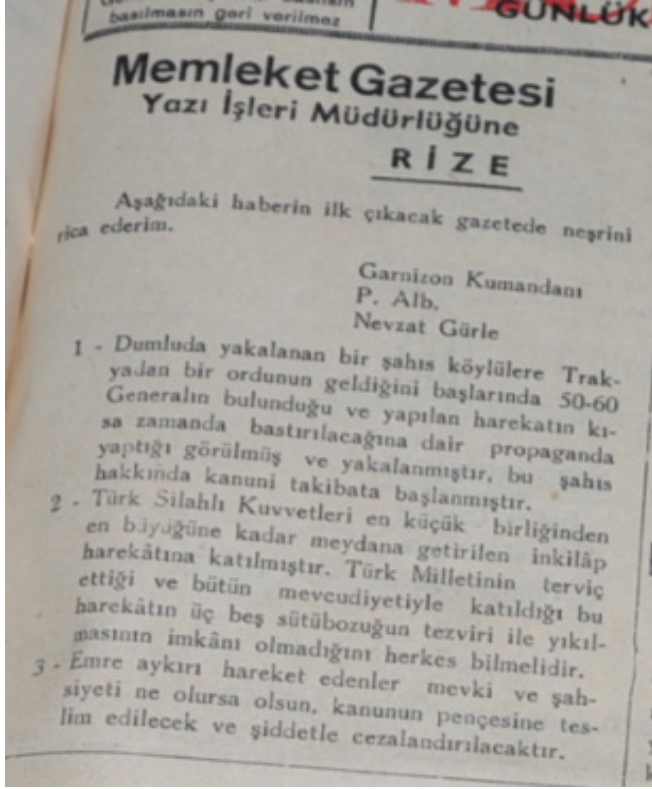 basılmasın geri verilmez
GÜNLÜK
Memleket Gazetesi
Yazı İşleri Müdürlüğüne
RİZE
Aşağıdaki haberin ilk çıkacak gazetede neşrini
rica ederim.
Garnizon Kumandanı
P. Alb.
Nevzat Gürle
1 - Dumluda yakalanan bir şahıs köylülere Trak-
yadan bir ordunun geldiğini başlarında 50-60
Generalın bulunduğu ve yapılan harekatın kı-
sa zamanda bastırılacağına dair propaganda
yaptığı görülmüş ve yakalanmıştır, bu şahıs
hakkında kanuni takibata başlanmıştır.
2 - Türk Silahlı Kuvvetleri en küçük birliğinden
en büyüğüne kadar meydana getirilen inkilâp
harekâtına katılmıştır. Türk Milletinin terviç
ettiği ve bütün mevcudiyetiyle katıldığı bu
harekâtın üç beş sütübozuğun tezviri ile yıkıl-
masının imkânı olmadığını herkes bilmelidir.
3 - Emre aykırı hareket edenler mevki ve şah-
siyeti ne olursa olsun, kanunun pençesine tes-
lim edilecek ve şiddetle cezalandırılacaktır.